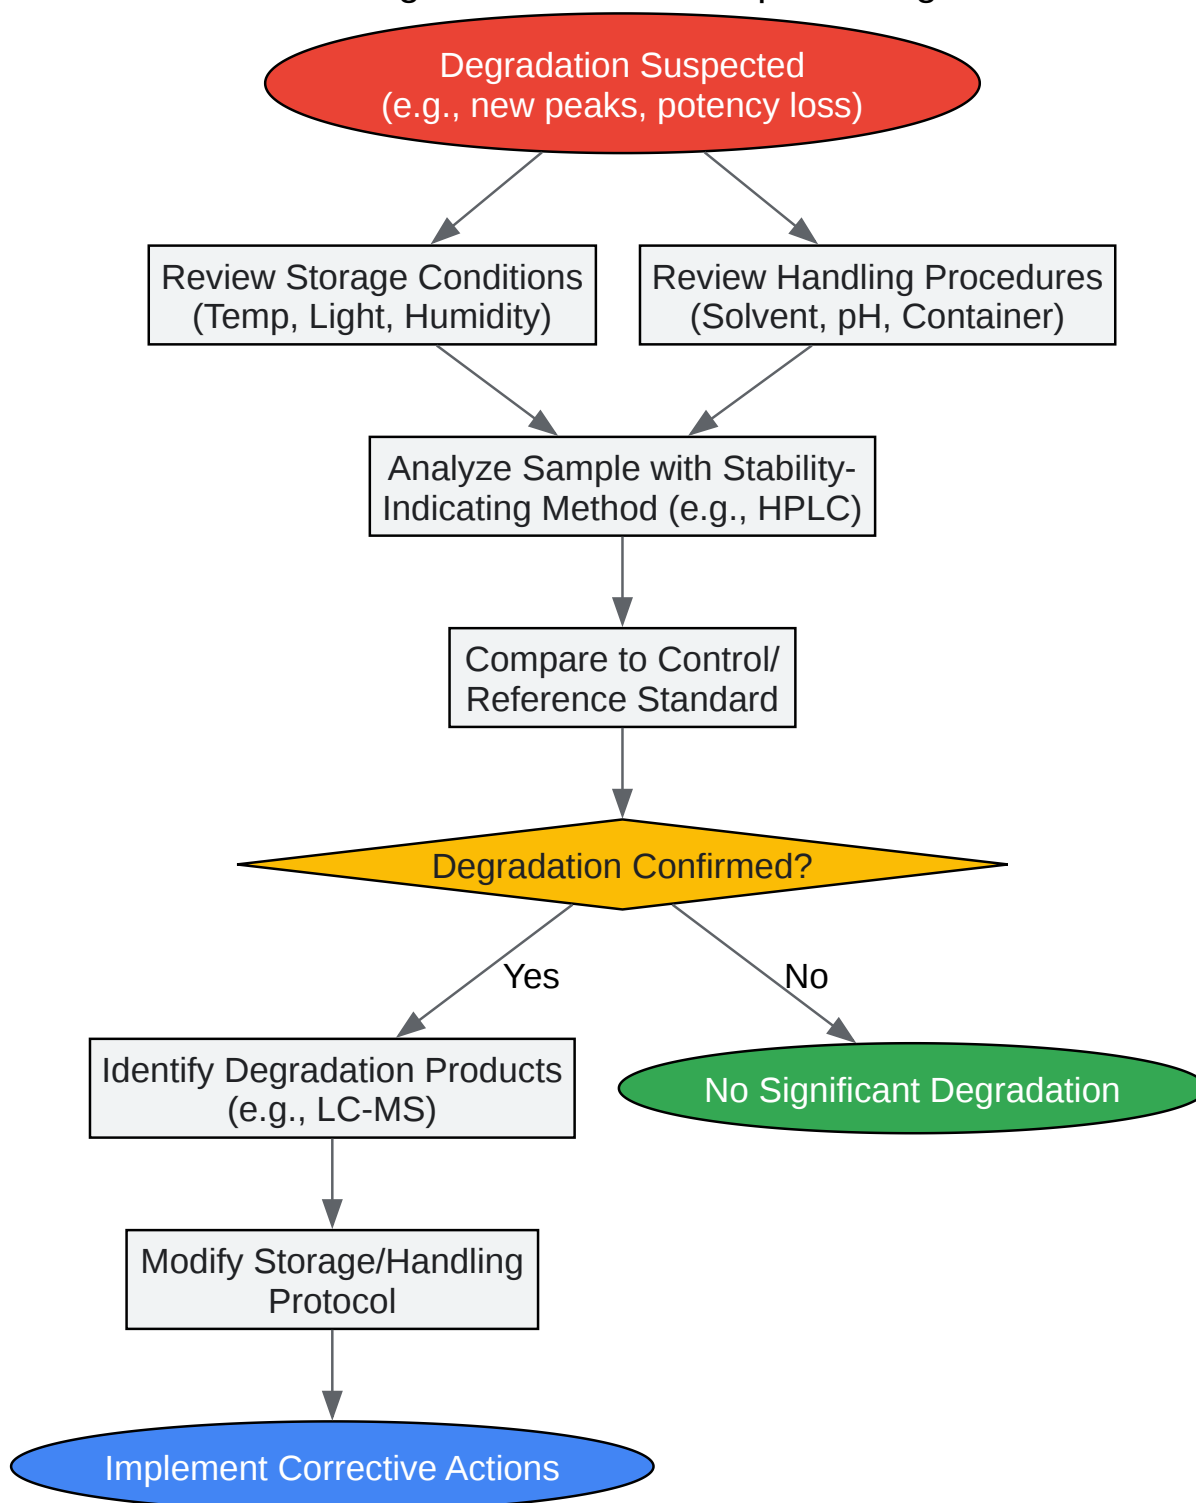 Degradation Suspected
(e.g., new peaks, potency loss)
Review Storage Conditions
(Temp, Light, Humidity)
Review Handling Procedures
(Solvent, pH, Container)
Analyze Sample with Stability-
Indicating Method (e.g., HPLC)
Compare to Control/
Reference Standard
Degradation Confirmed?
Yes
No
Identify Degradation Products
(e.g., LC-MS)
No Significant Degradation
Modify Storage/Handling
Protocol
Implement Corrective Actions